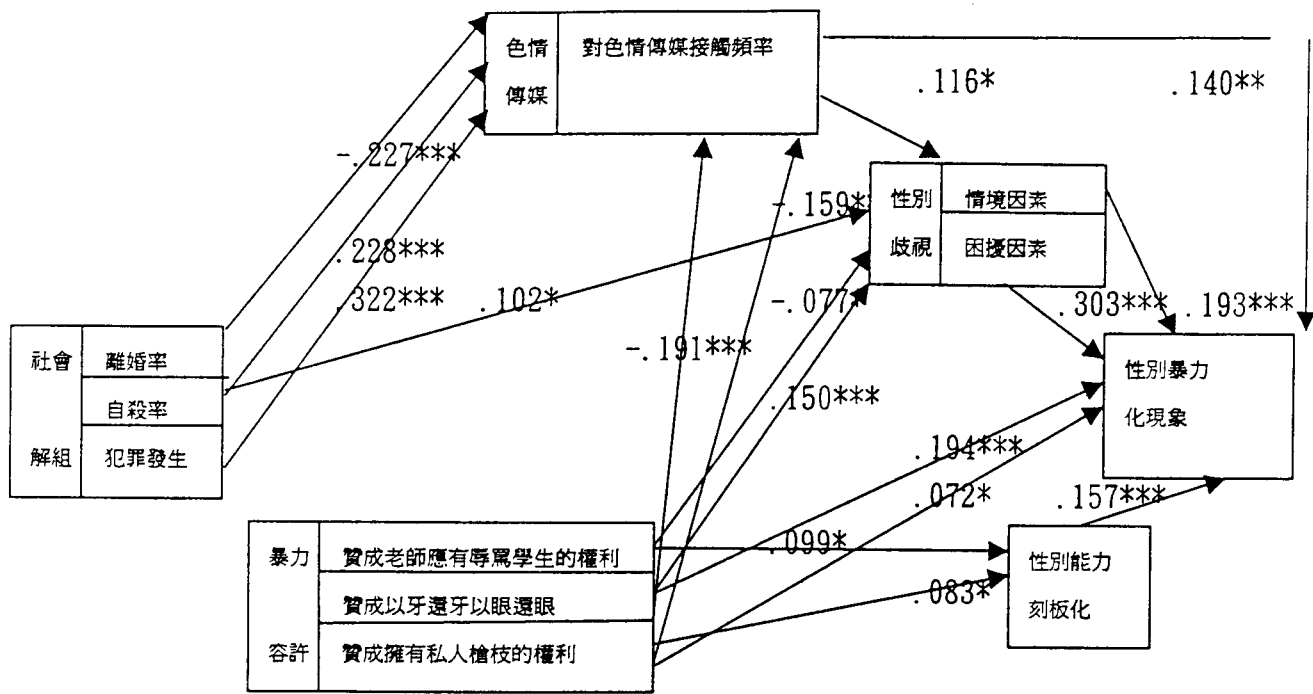 色情 對色情傳媒接觸頻率
傳媒
.116*
.140**
-.227***
-.159*
性別 情境因素
歧視 困擾因素
.228***
.322***
.102*
-.077*
.303***
.193***
-.191***
社會 離婚率
自殺率
解組 犯罪發生
.150***
性別暴力
化現象
.194***
.072*
.157***
暴力 贊成老師應有辱罵學生的權利
贊成以牙還牙以眼還眼
容許 贊成擁有私人槍枝的權利
.099*
.083*
性別能力
刻板化